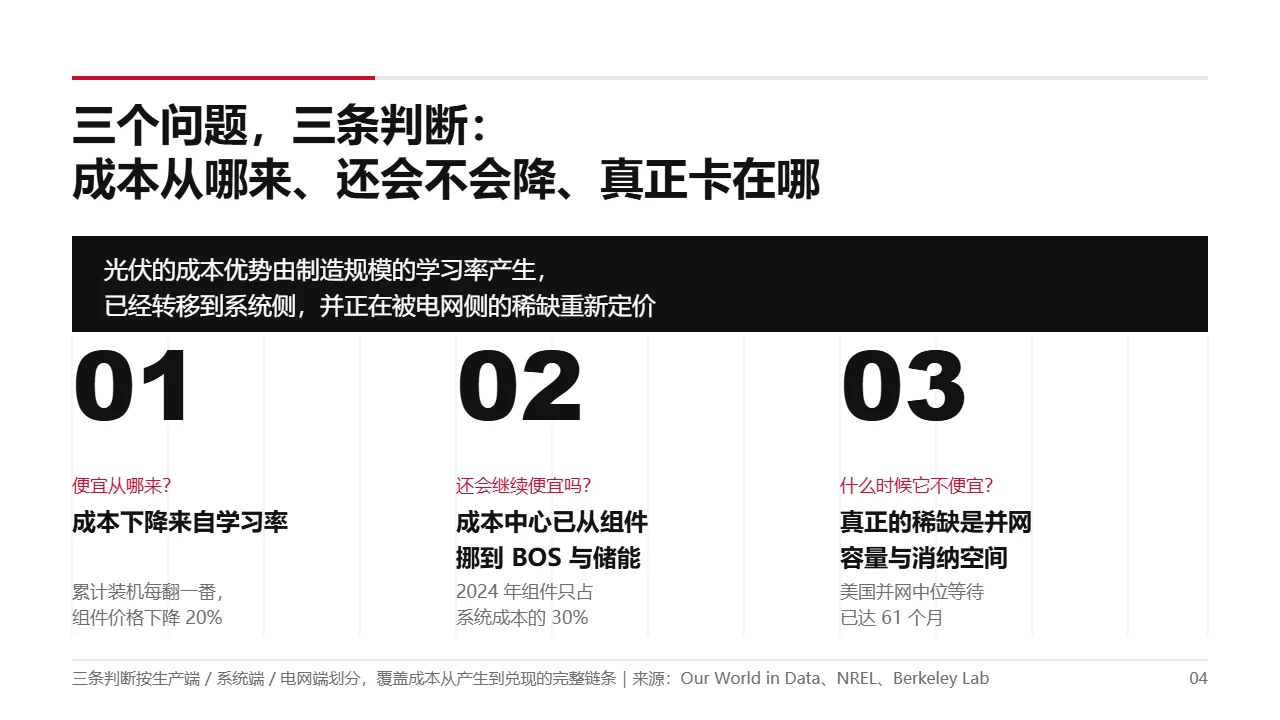 三个问题，三条判断：
成本从哪来、还会不会降、真正卡在哪
光伏的成本优势由制造规模的学习率产生，
已经转移到系统侧，并正在被电网侧的稀缺重新定价
01
便宜从哪来？
成本下降来自学习率
累计装机每翻一番，
组件价格下降 20%
02
还会继续便宜吗？
成本中心已从组件
挪到 BOS 与储能
2024 年组件只占
系统成本的 30%
03
什么时候它不便宜？
真正的稀缺是并网
容量与消纳空间
美国并网中位等待
已达 61 个月
三条判断按生产端 / 系统端 / 电网端划分，覆盖成本从产生到兑现的完整链条 | 来源：Our World in Data、NREL、Berkeley Lab
04